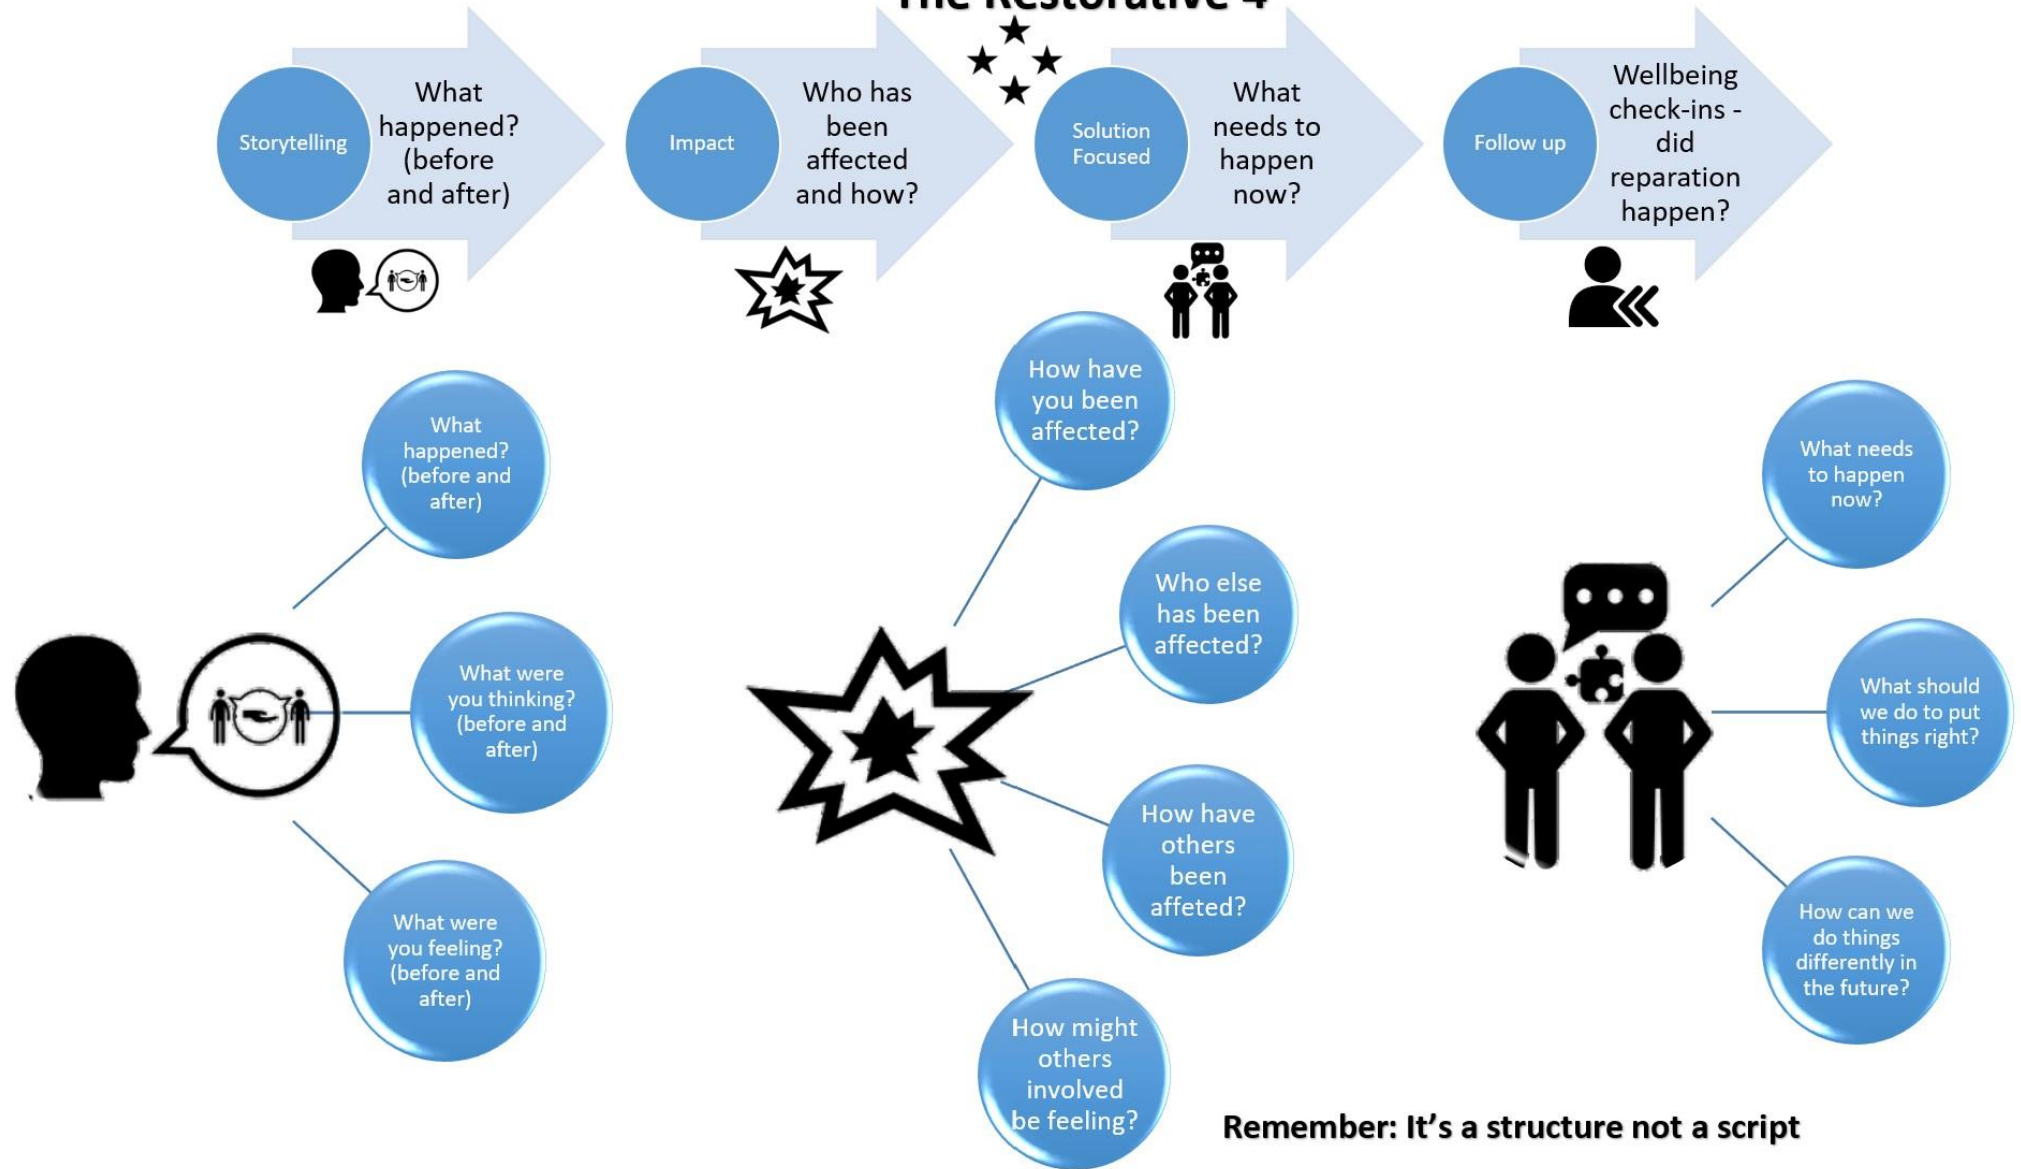 The Restorative 4
Storytelling
What
happened?
(before
and after)
Impact
Who has
been
affected
and how?
Solution
Focused
What
needs to
happen
now?
Follow up
Wellbeing
check-ins -
did
reparation
happen?
What
happened?
(before and
after)
What were
you thinking?
(before and
after)
What were
you feeling?
(before and
after)
How have
you been
affected?
Who else
has been
affected?
How have
others
been
affeted?
How might
others
involved
be feeling?
What needs
to happen
now?
What should
we do to put
things right?
How can we
do things
differently in
the future?
Remember: It’s a structure not a script